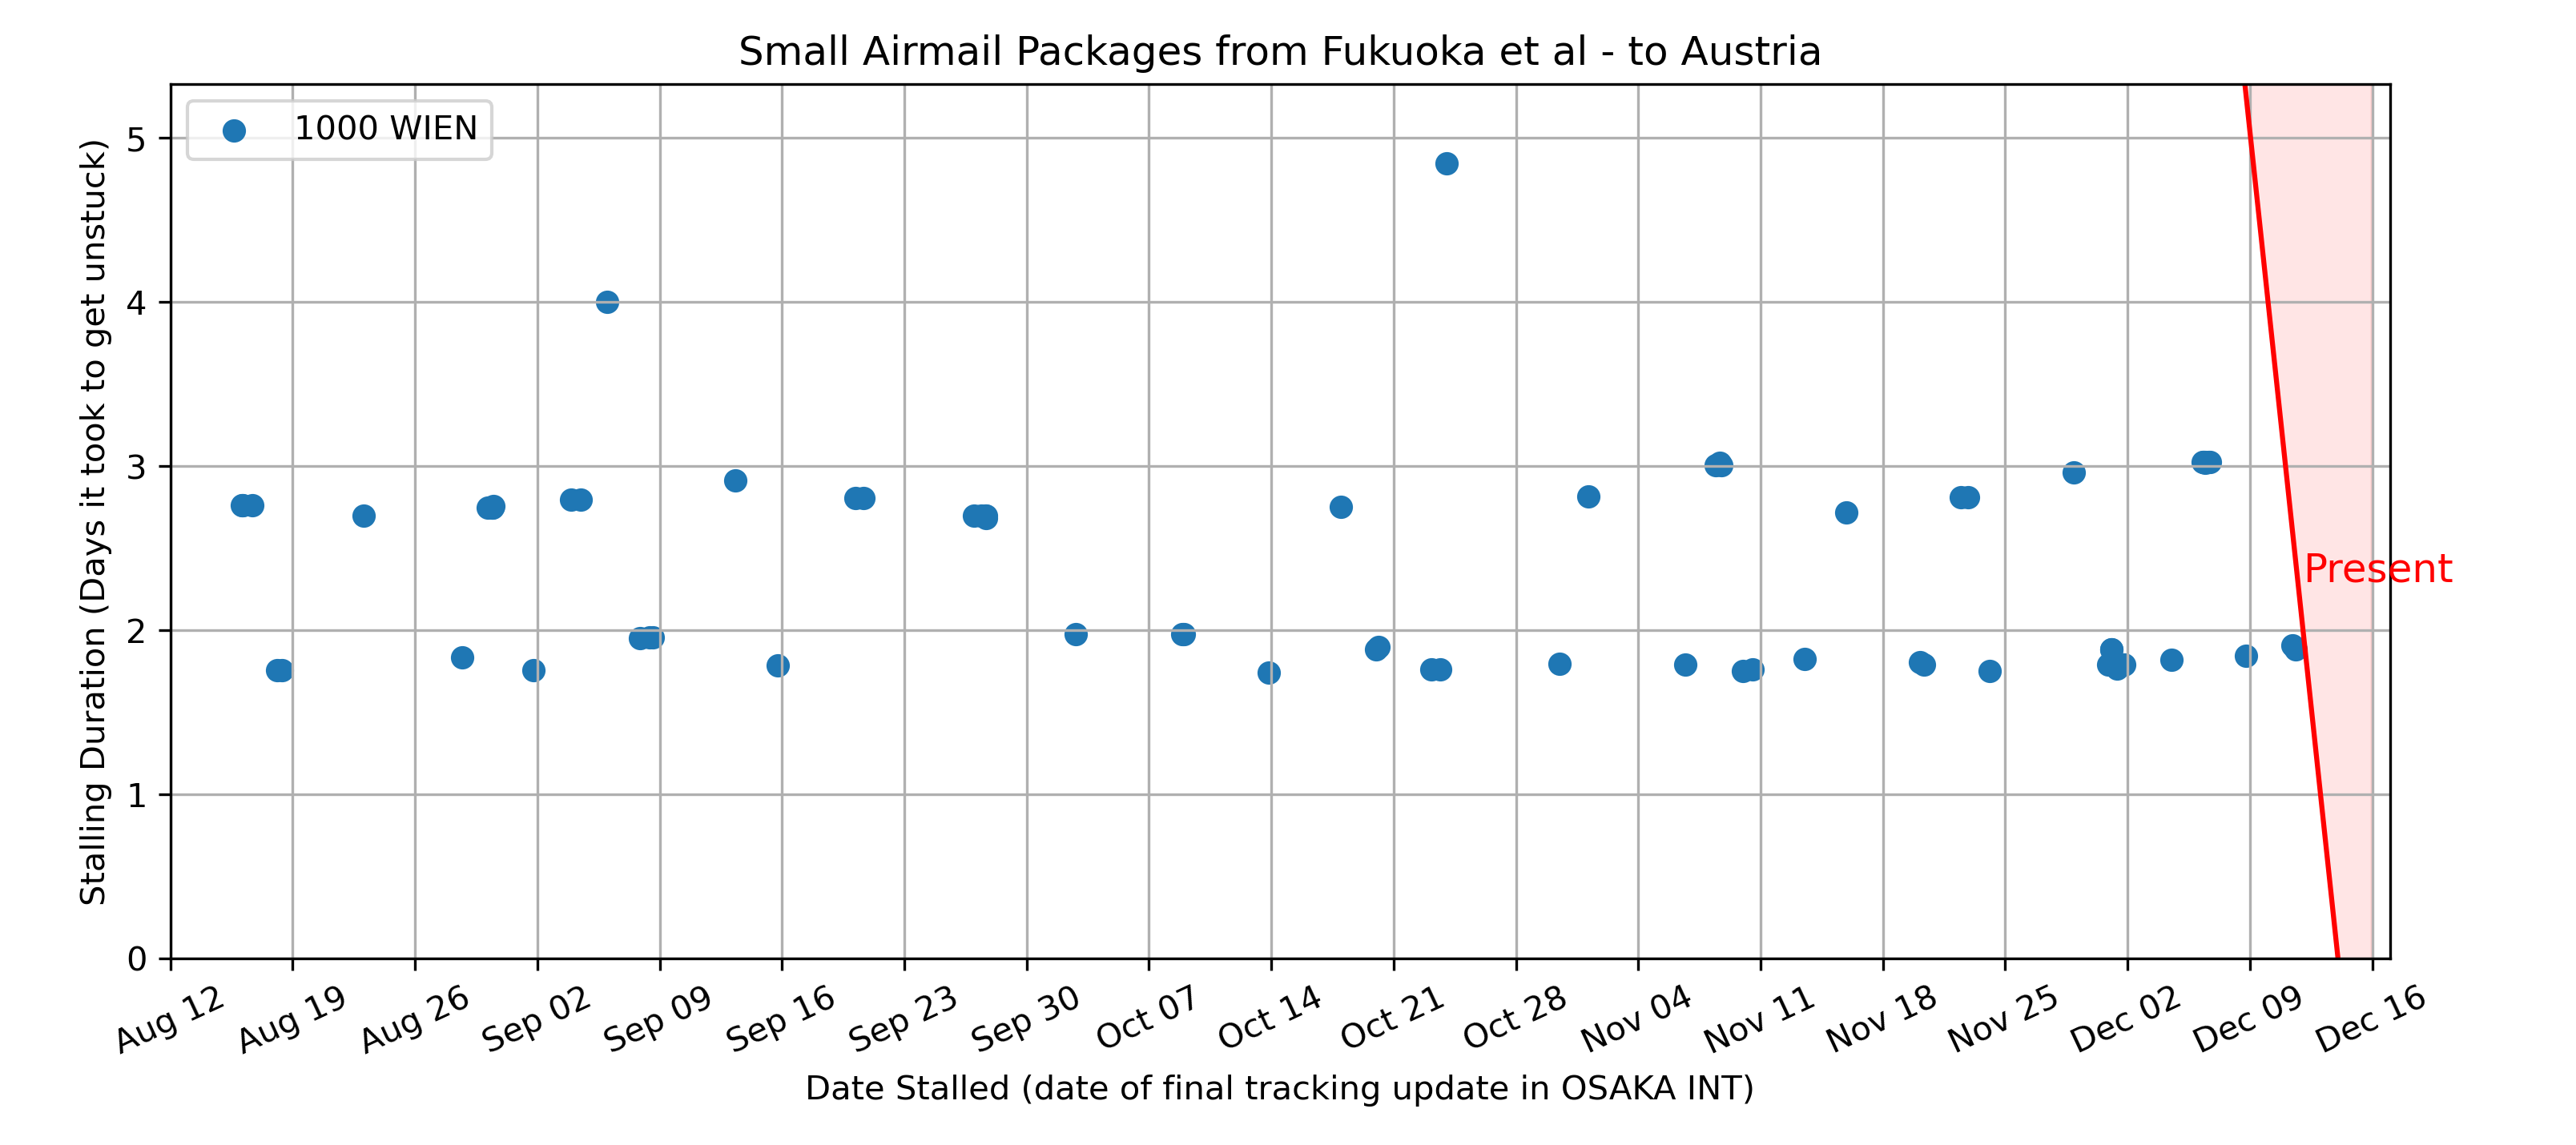 Small Airmail Packages from Fukuoka et al - to Austria
1000 WIEN
Stalling Duration (Days it took to get unstuck)
5
4
3
2
1
0
Present
Aug 12
Aug 19
Aug 26
Sep 02
Sep 09
Sep 16
Sep 23
Sep 30
Oct 07
Oct 14
Oct 21
Oct 28
Nov 04
Nov 11
Nov 18
Nov 25
Dec 02
Dec 09
Dec 16
Date Stalled (date of final tracking update in OSAKA INT)